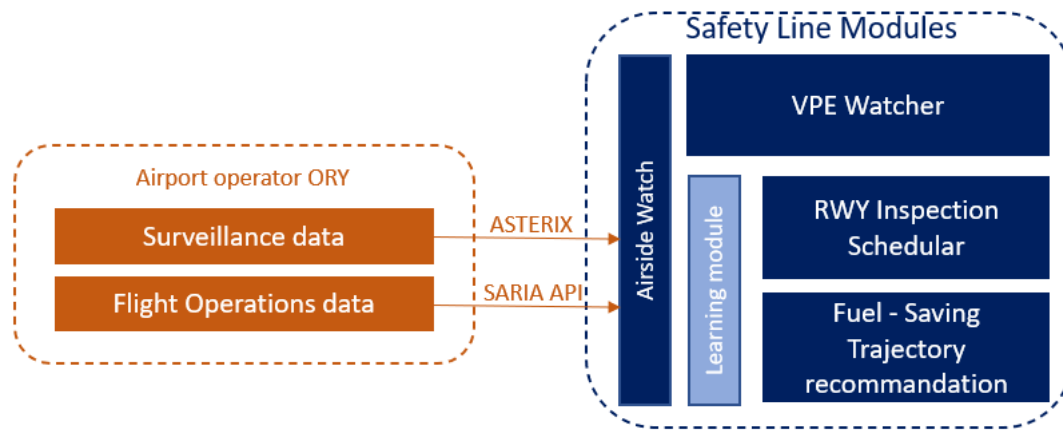 Safety Line Modules
VPE Watcher
Airport operator ORY
Surveillance data
ASTERIX
Flight Operations data
SARIA API
Airside Watch
Learning module
RWY Inspection
Schedular
Fuel - Saving
Trajectory
recommandation